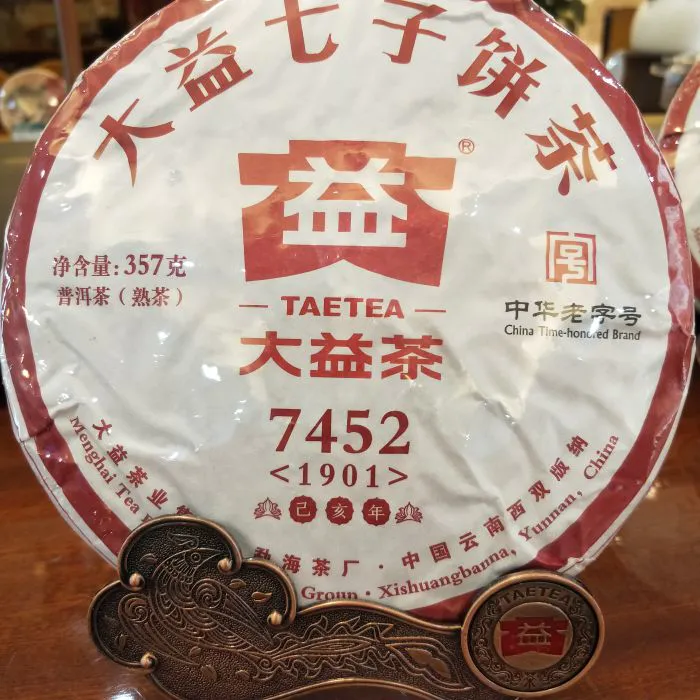 大益七子饼茶
益®
净含量:357克
普洱茶(熟茶)
TAETEA
大益茶
中华老字号
China Time-honored Brand
7452
<1901>
己亥年
大益茶业 勐海茶厂·中国云南西双版纳
Menghai Tea Group·Xishuangbanna, Yunnan, China
TAETEA
益